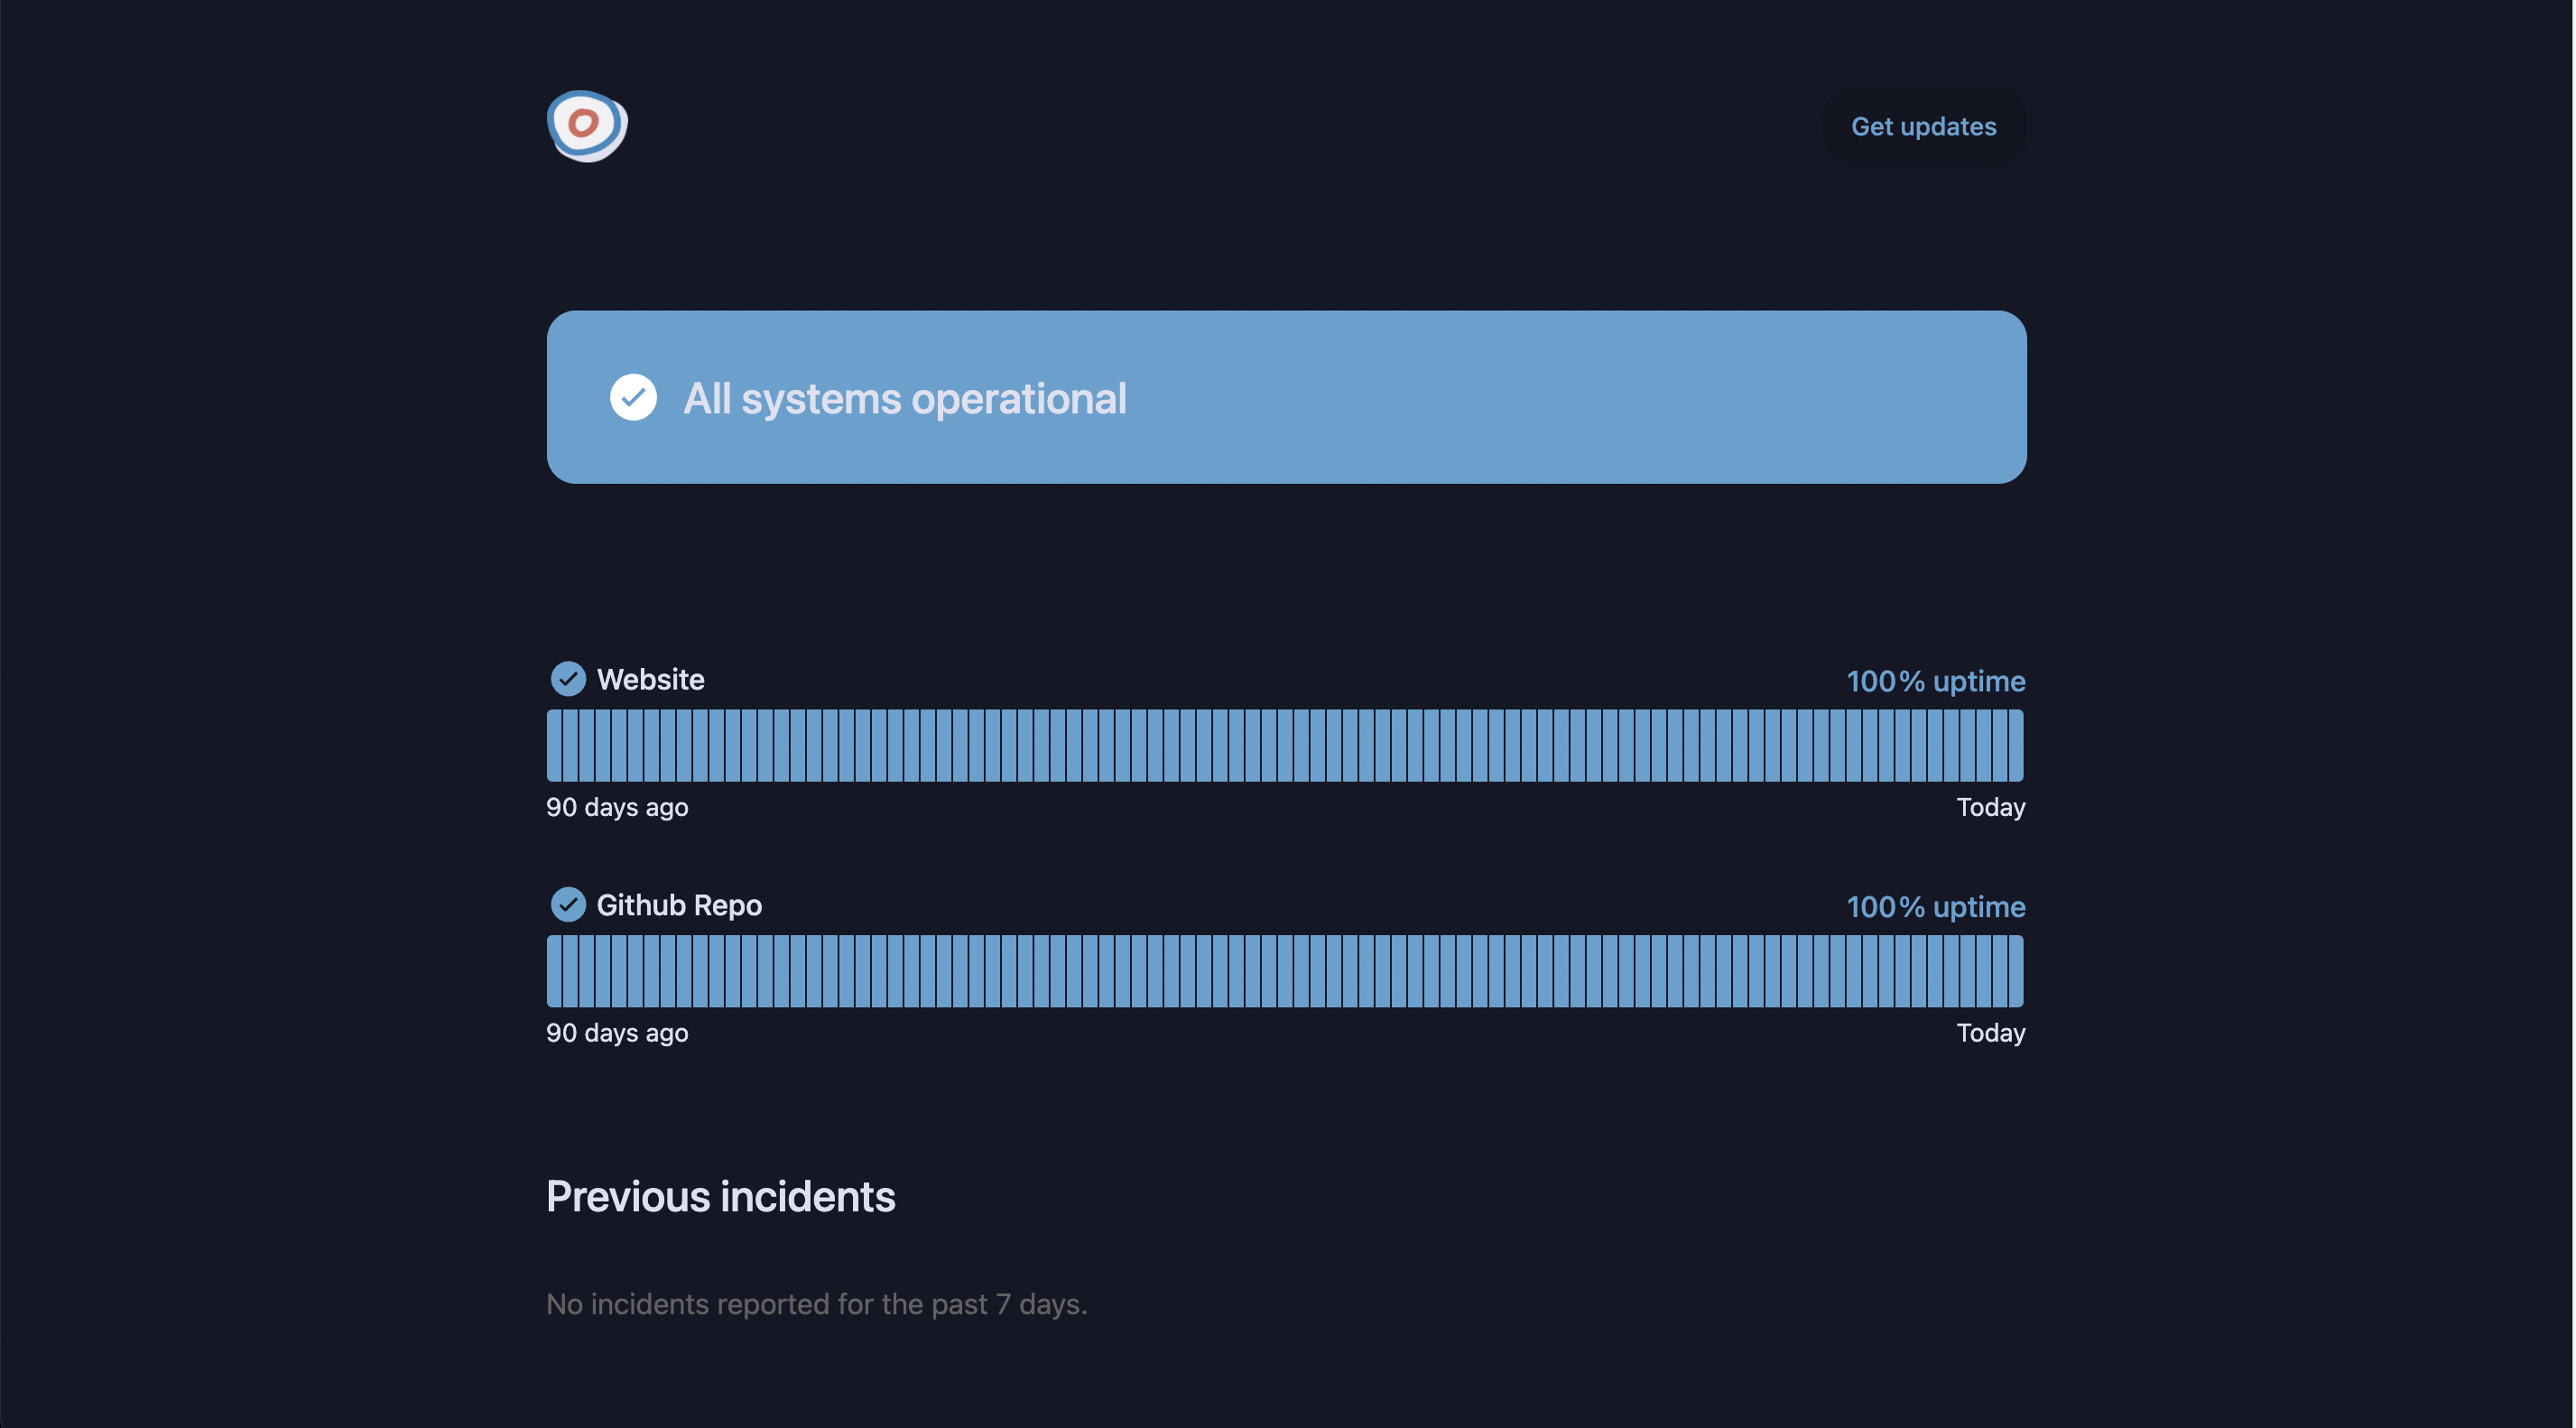 Get updates
All systems operational
Website
100% uptime
90 days ago
Today
Github Repo
100% uptime
90 days ago
Today
Previous incidents
No incidents reported for the past 7 days.